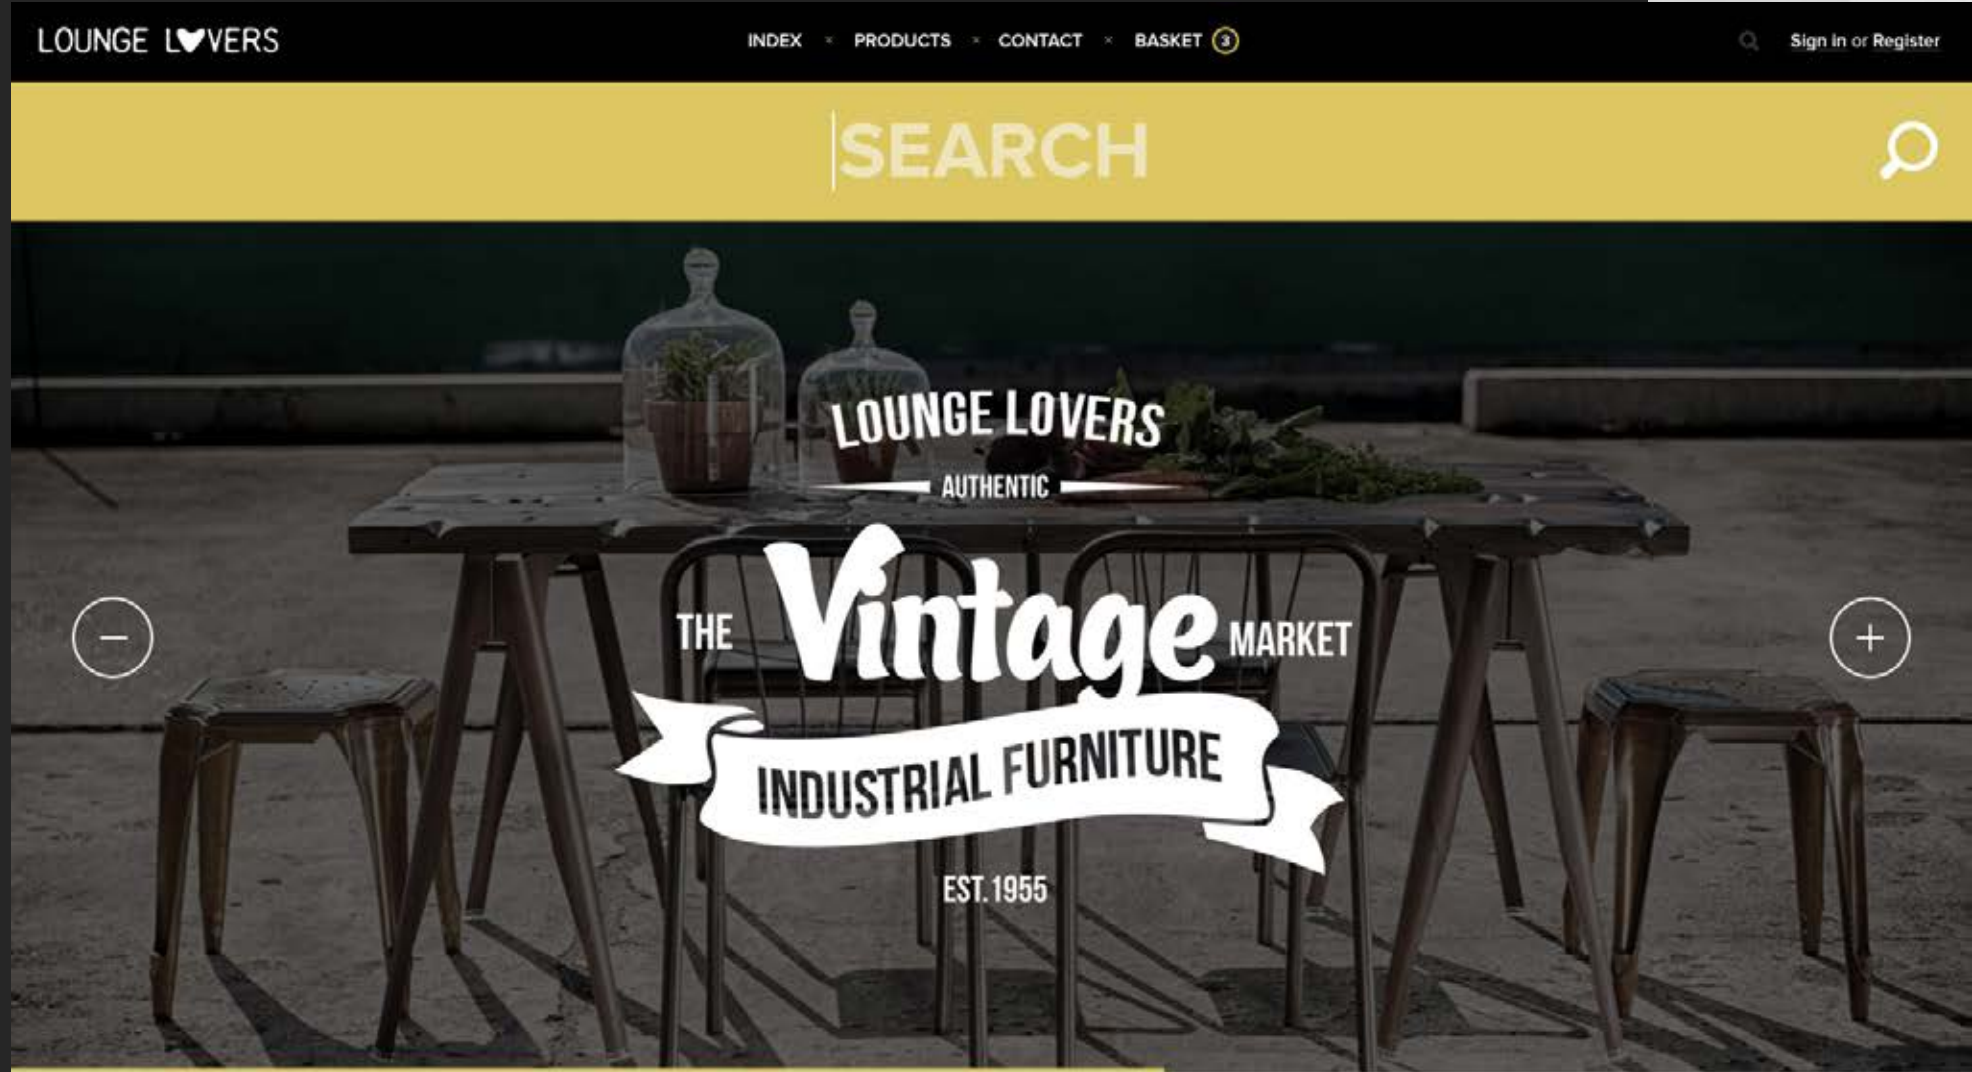 LOUNGE LOVERS
INDEX × PRODUCTS × CONTACT × BASKET 3
Sign in or Register
SEARCH
LOUNGE LOVERS
AUTHENTIC
THE Vintage MARKET
INDUSTRIAL FURNITURE
EST.1955